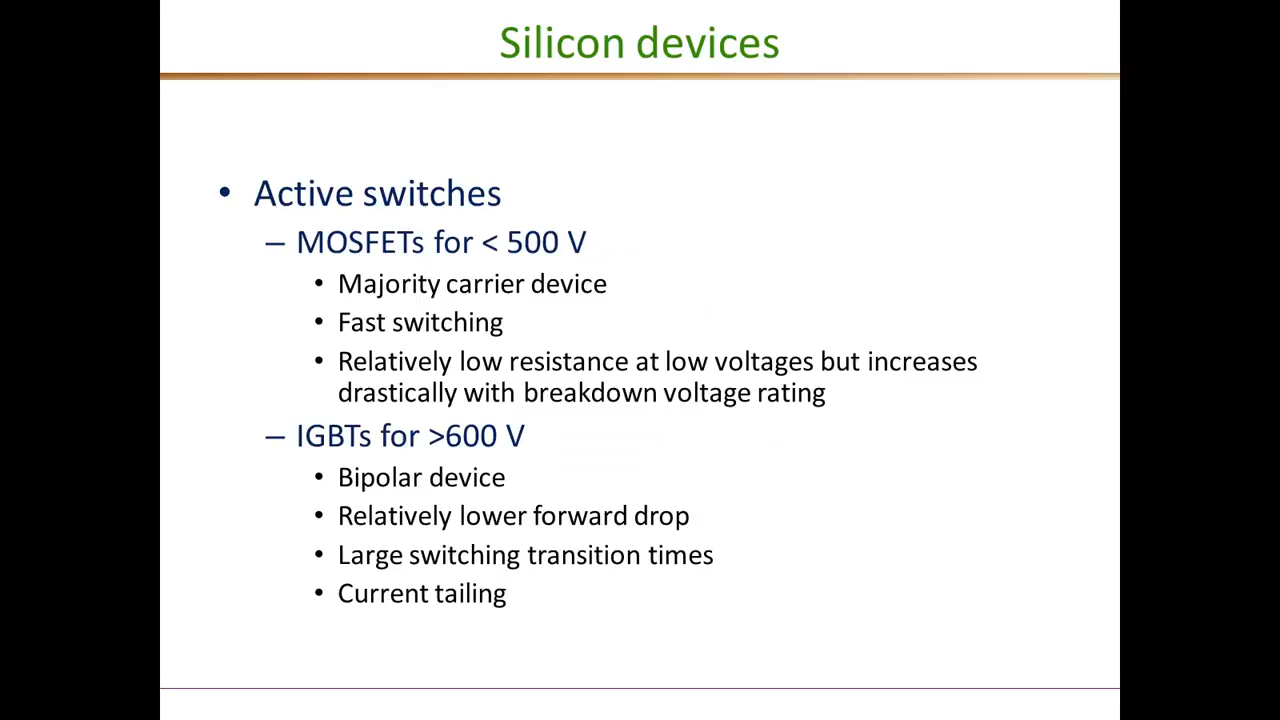 Silicon devices
• Active switches
– MOSFETs for < 500 V
• Majority carrier device
• Fast switching
• Relatively low resistance at low voltages but increases
drastically with breakdown voltage rating
– IGBTs for >600 V
• Bipolar device
• Relatively lower forward drop
• Large switching transition times
• Current tailing